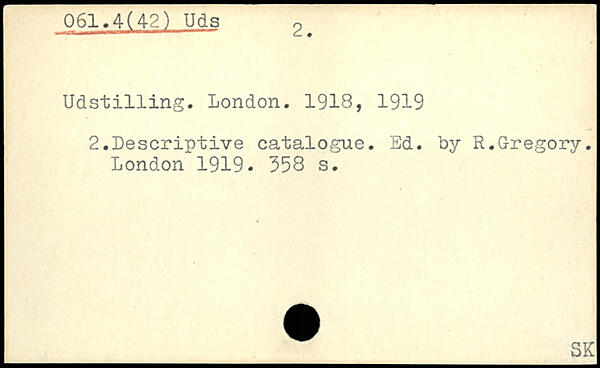 061.4(42) Uds
2.
Udstilling. London. 1918, 1919
2.Descriptive catalogue. Ed. by R.Gregory.
London 1919. 358 s.
SK